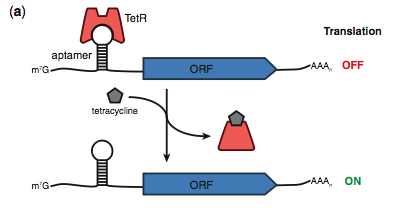 (a)
TetR
Translation
aptamer
m⁷G
ORF
AAAₙ
OFF
tetracycline
m⁷G
ORF
AAAₙ
ON